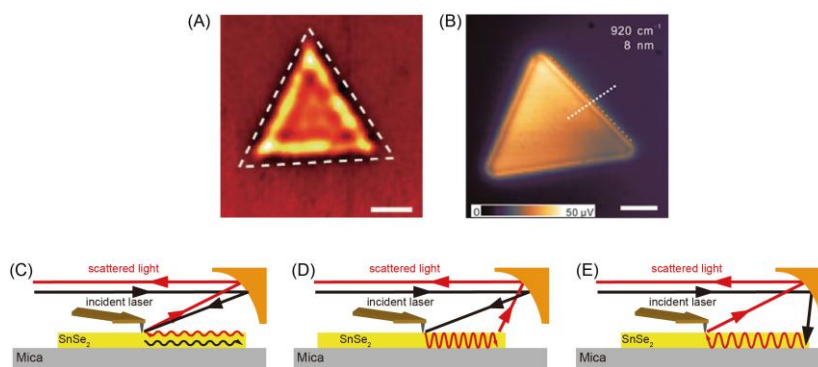 (A)
(B)
920 cm⁻¹
8 nm
0
50 µV
(C)
scattered light
incident laser
SnSe₂
Mica
(D)
scattered light
incident laser
SnSe₂
Mica
(E)
scattered light
incident laser
SnSe₂
Mica